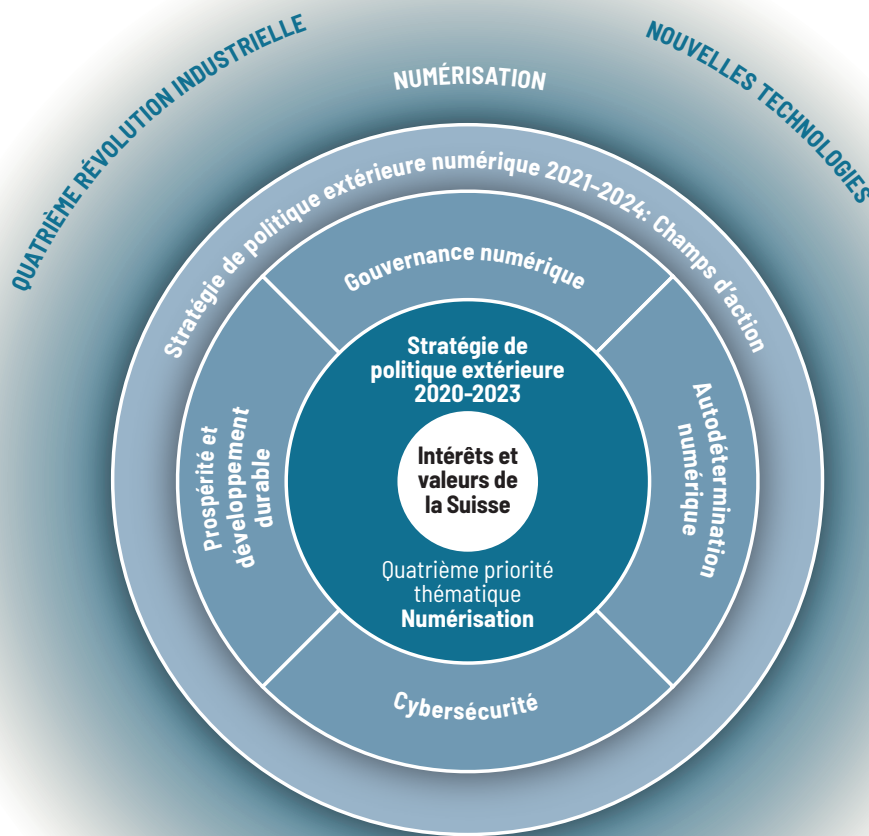 QUATRIÈME RÉVOLUTION INDUSTRIELLE
NUMÉRISATION
NOUVELLES TECHNOLOGIES
Stratégie de politique extérieure numérique 2021–2024: Champs d’action
Gouvernance numérique
Stratégie de
politique extérieure
2020-2023
Intérêts et
valeurs de
la Suisse
Quatrième priorité
thématique
Numérisation
Prospérité et
développement
durable
Autodétermination
numérique
Cybersécurité